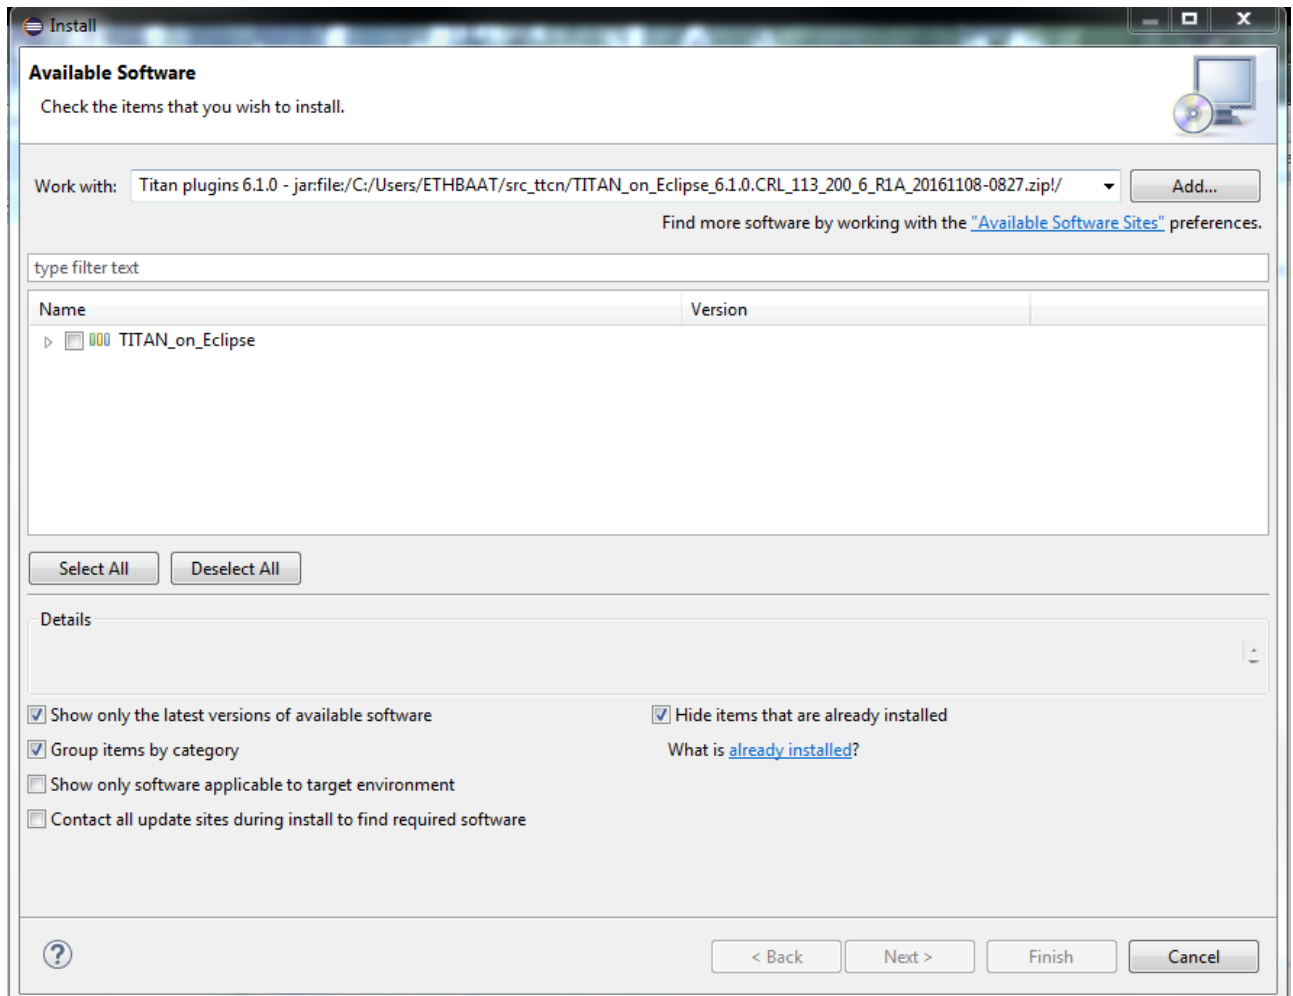 Install
Available Software
Check the items that you wish to install.
Work with: Titan plugins 6.1.0 - jar:file:/C:/Users/ETHBAAT/src_ttcn/TITAN_on_Eclipse_6.1.0.CRL_113_200_6_R1A_20161108-0827.zip!/ Add...
Find more software by working with the "Available Software Sites" preferences.
type filter text
Name Version
TITAN_on_Eclipse
Select All Deselect All
Details
Show only the latest versions of available software Hide items that are already installed
Group items by category What is already installed?
Show only software applicable to target environment
Contact all update sites during install to find required software
? < Back Next > Finish Cancel